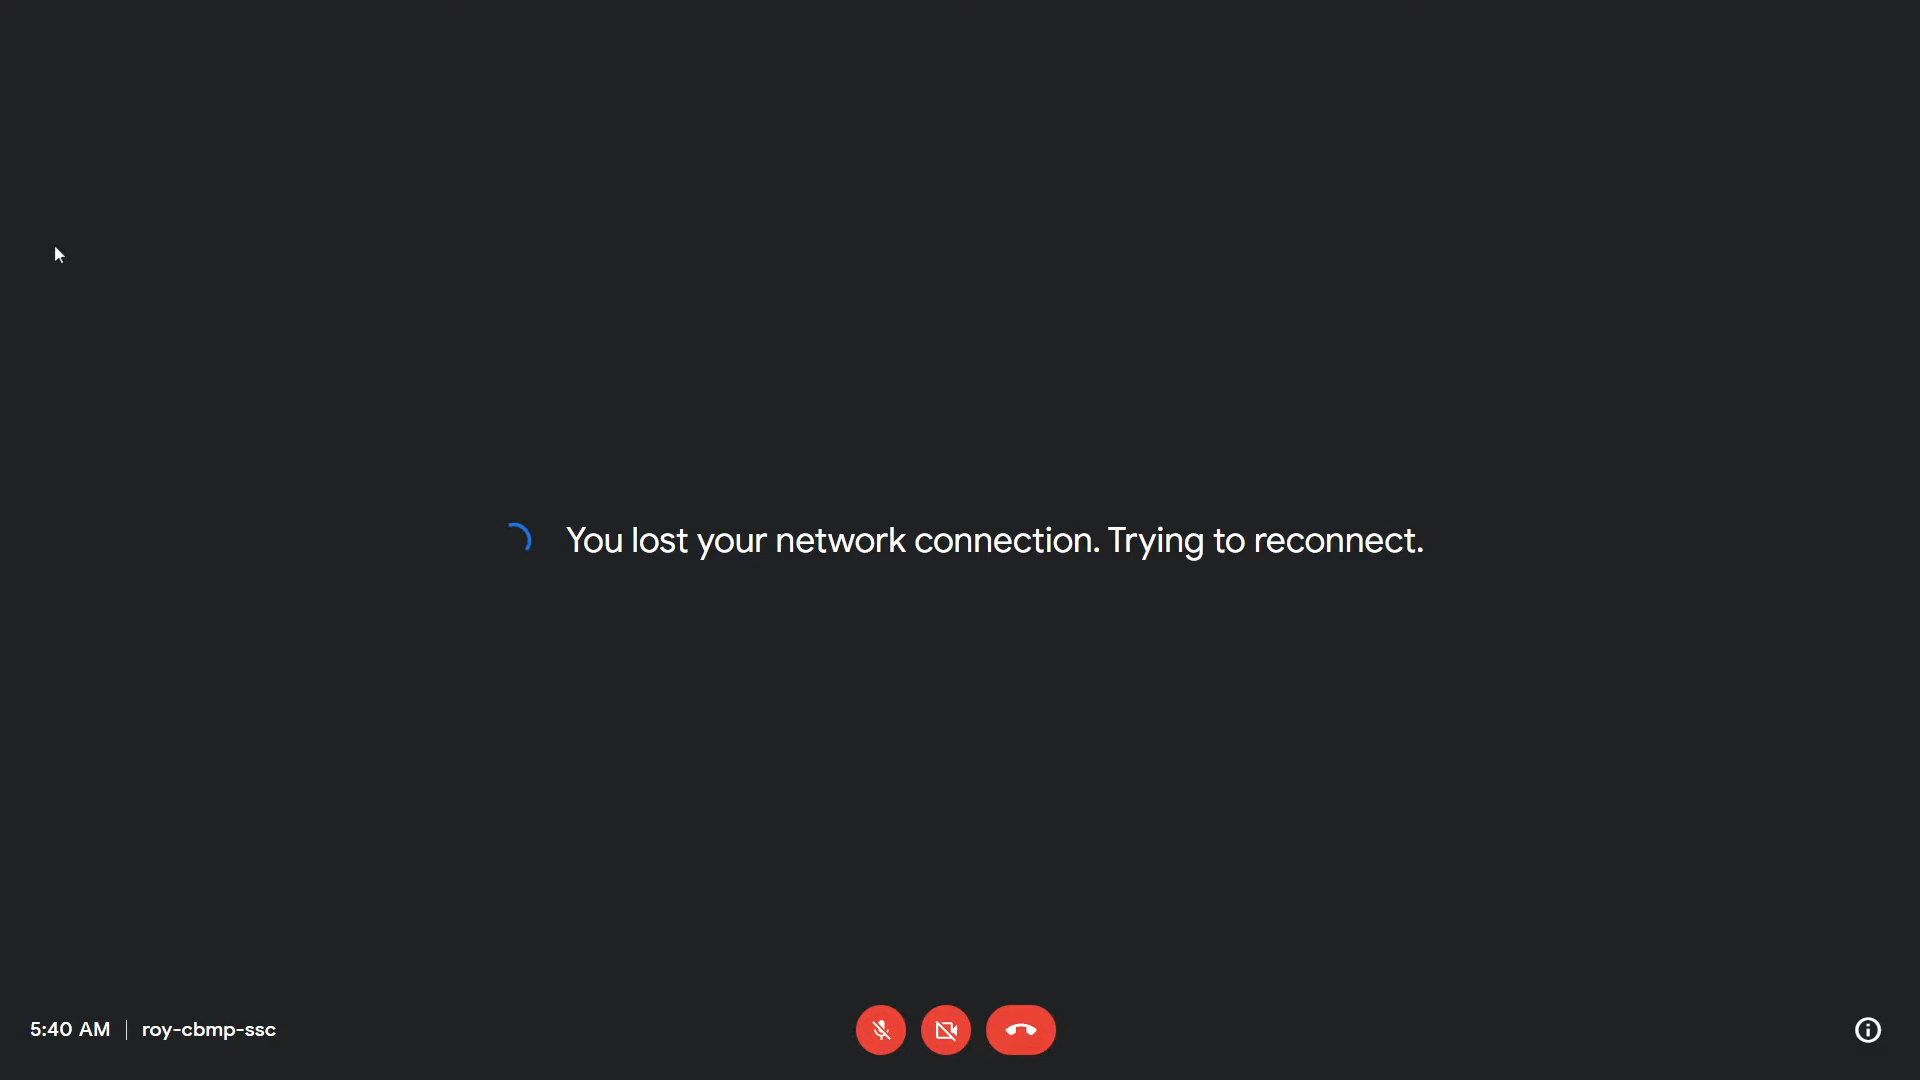 You lost your network connection. Trying to reconnect.
5:40 AM | roy-cbmp-ssc